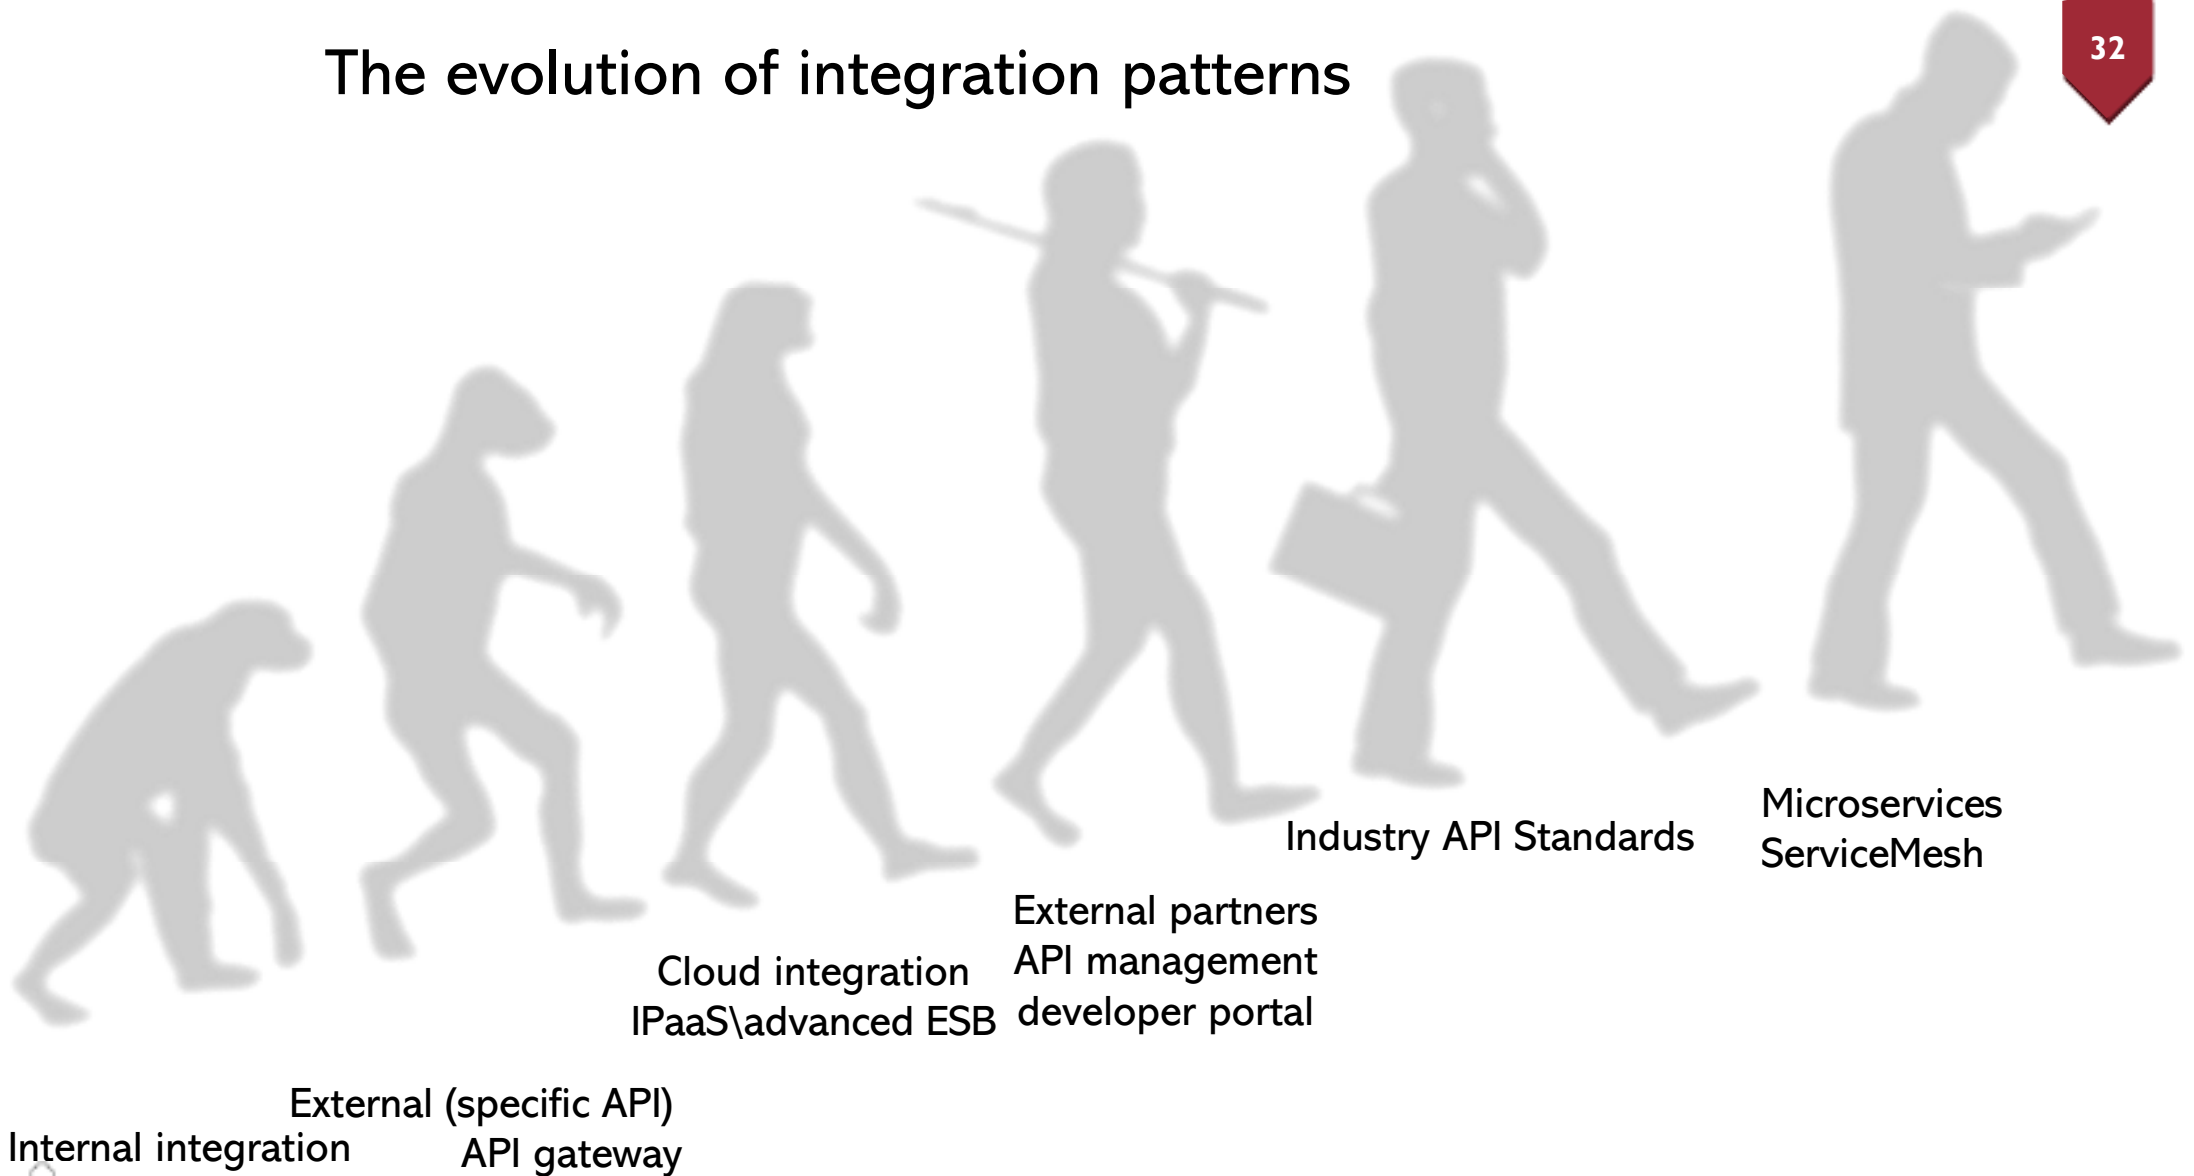 The evolution of integration patterns
32
Internal integration
External (specific API)
API gateway
Cloud integration
IPaaS\advanced ESB
External partners
API management
developer portal
Industry API Standards
Microservices
ServiceMesh